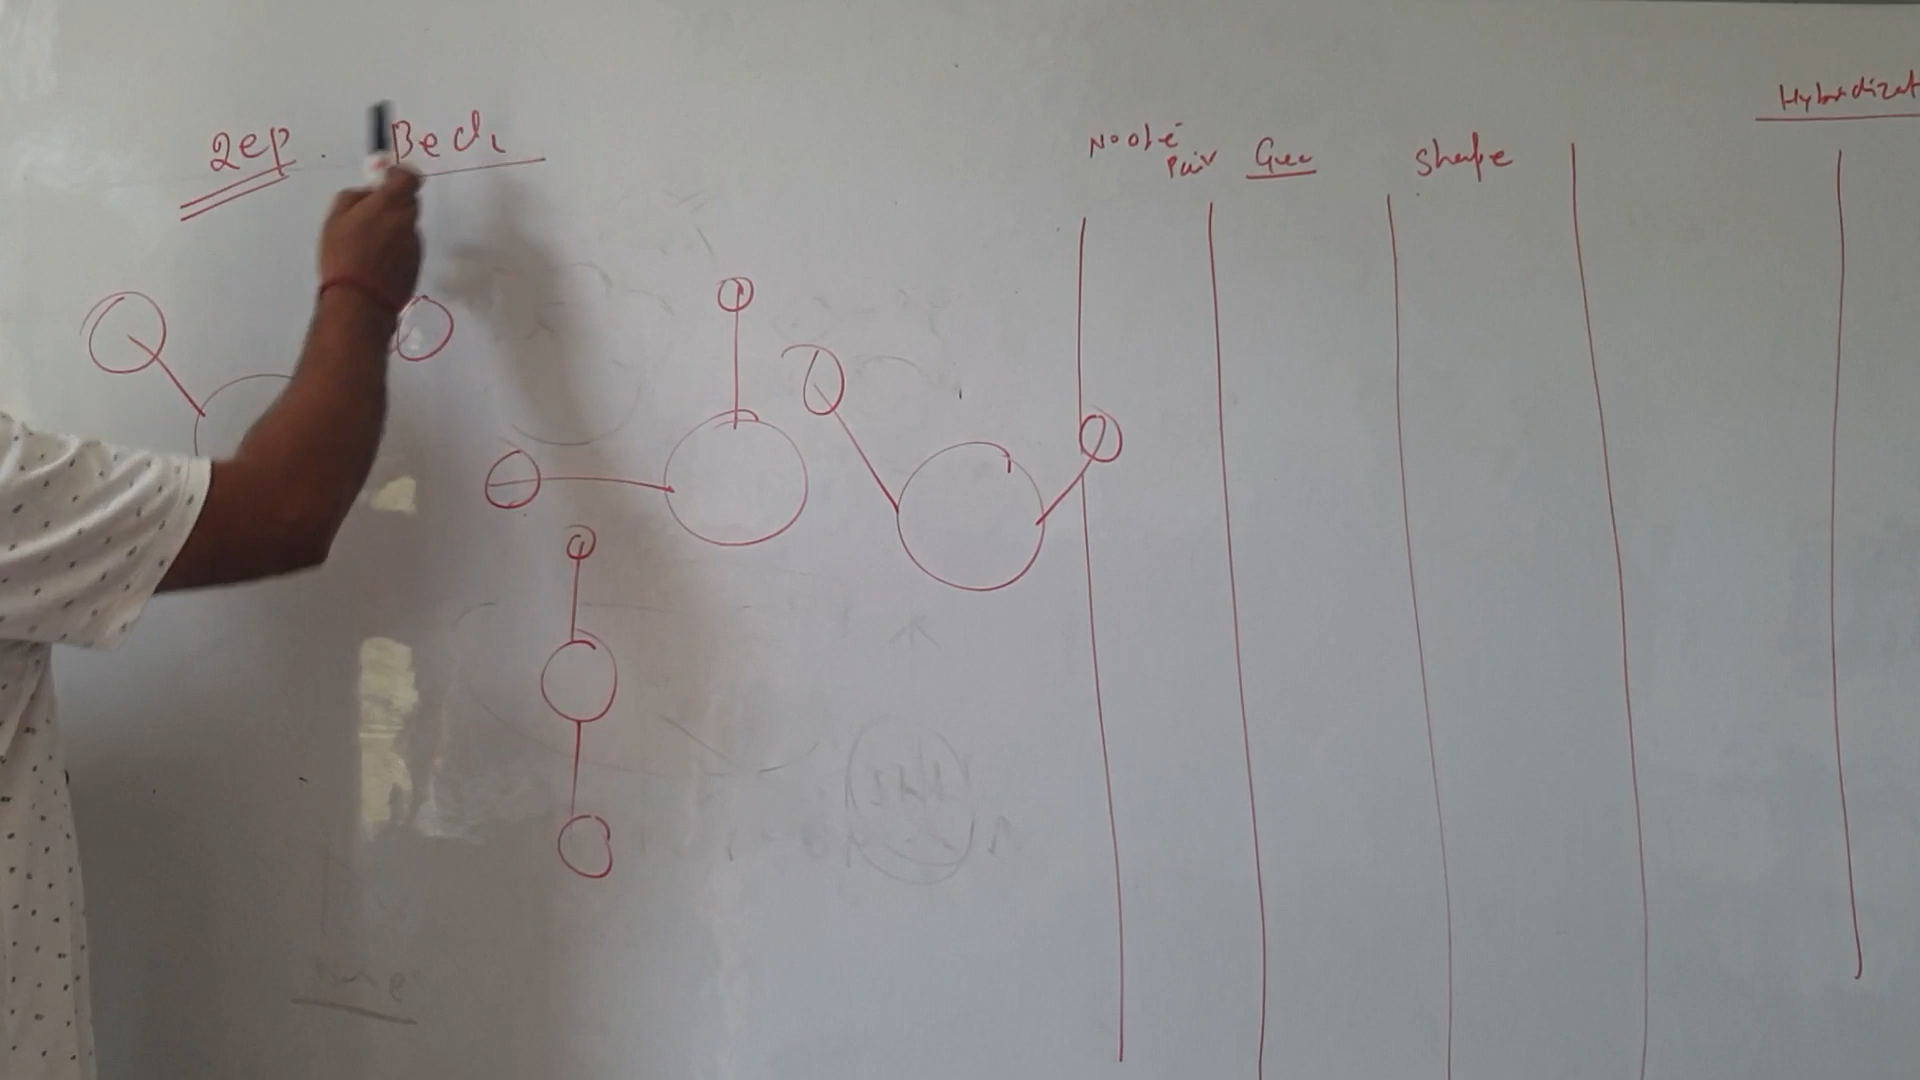 2ep. BeCl2
No of e- Pair
Geo
Shape
Hybridizat